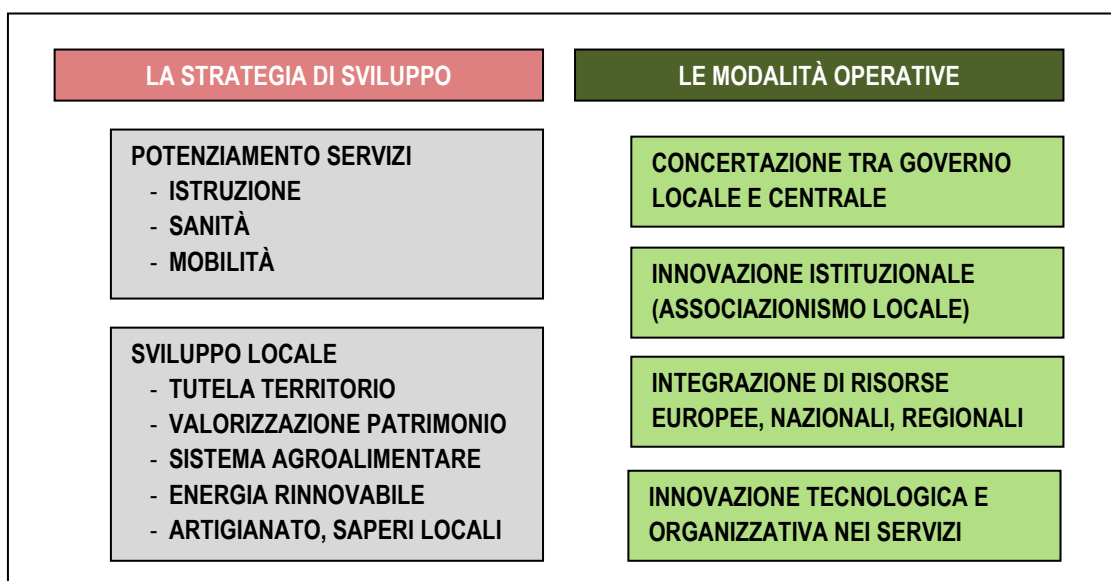 LA STRATEGIA DI SVILUPPO
POTENZIAMENTO SERVIZI
- ISTRUZIONE
- SANITÀ
- MOBILITÀ
SVILUPPO LOCALE
- TUTELA TERRITORIO
- VALORIZZAZIONE PATRIMONIO
- SISTEMA AGROALIMENTARE
- ENERGIA RINNOVABILE
- ARTIGIANATO, SAPERI LOCALI
LE MODALITÀ OPERATIVE
CONCERTAZIONE TRA GOVERNO
LOCALE E CENTRALE
INNOVAZIONE ISTITUZIONALE
(ASSOCIAZIONISMO LOCALE)
INTEGRAZIONE DI RISORSE
EUROPEE, NAZIONALI, REGIONALI
INNOVAZIONE TECNOLOGICA E
ORGANIZZATIVA NEI SERVIZI